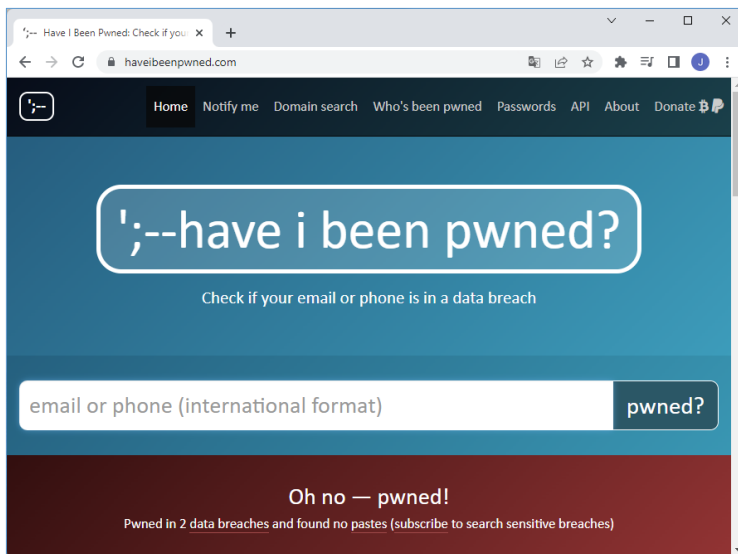 ';-- Have I Been Pwned: Check if you
haveibeenpwned.com
J
';--
Home Notify me Domain search Who's been pwned Passwords API About Donate
';--have i been pwned?
Check if your email or phone is in a data breach
email or phone (international format) pwned?
Oh no — pwned!
Pwned in 2 data breaches and found no pastes (subscribe to search sensitive breaches)